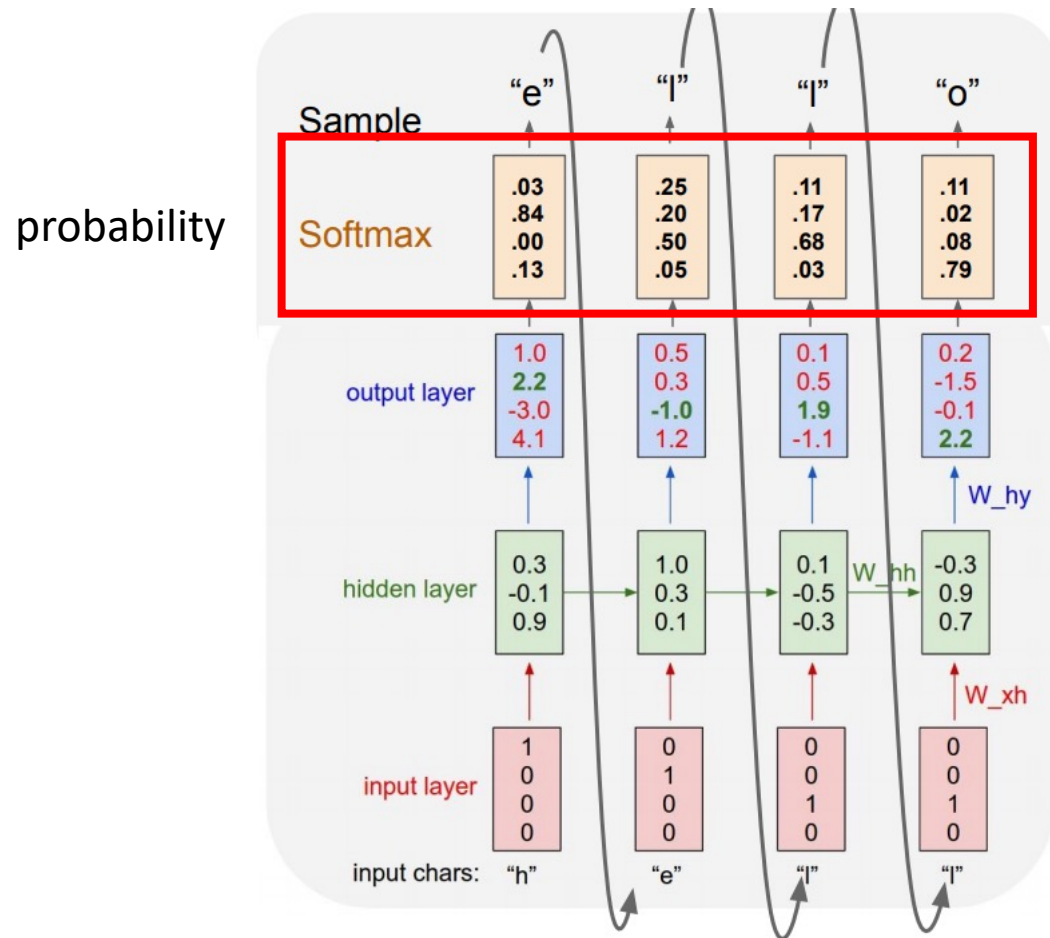 “e” “l” “l” “o”
Sample
probability
Softmax
.03 .25 .11 .11
.84 .20 .17 .02
.00 .50 .68 .08
.13 .05 .03 .79
output layer
1.0 0.5 0.1 0.2
2.2 0.3 0.5 -1.5
-3.0 -1.0 1.9 -0.1
4.1 1.2 -1.1 2.2
W_hy
hidden layer
0.3 1.0 0.1 -0.3
-0.1 0.3 -0.5 0.9
0.9 0.1 -0.3 0.7
W_hh
W_xh
input layer
1 0 0 0
0 1 0 0
0 0 1 1
0 0 0 0
input chars: “h” “e” “l” “l”